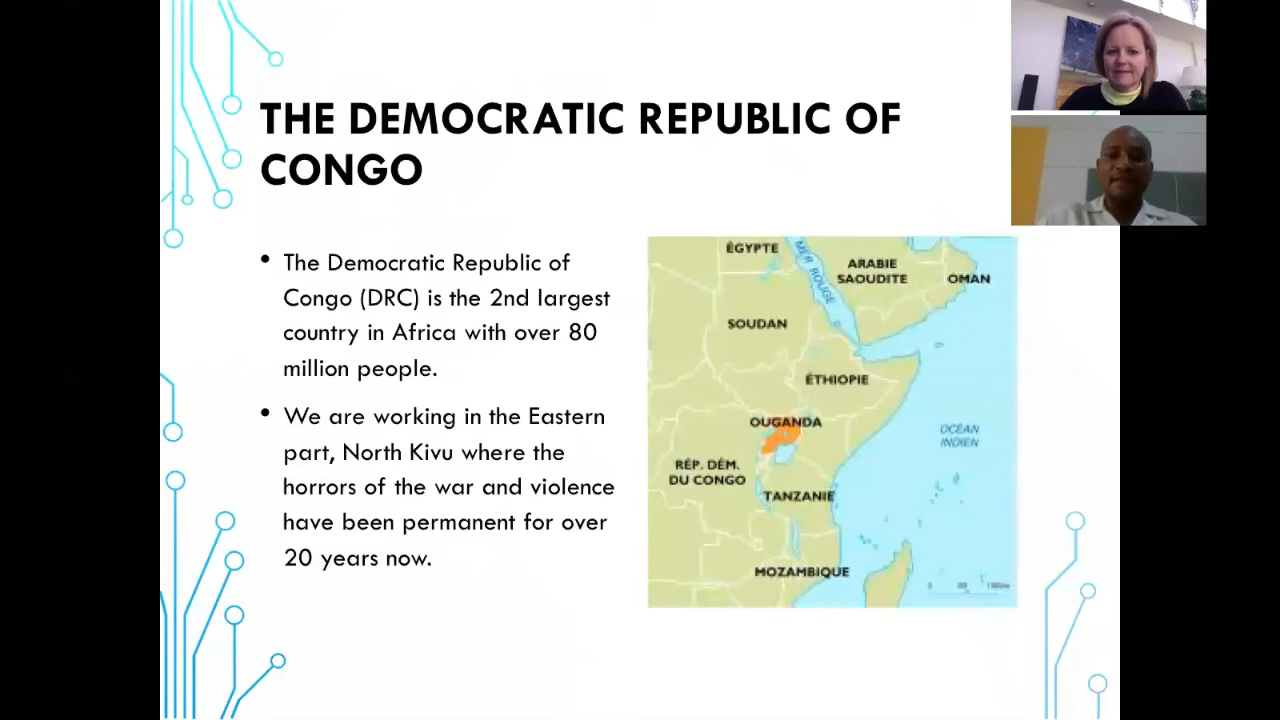 THE DEMOCRATIC REPUBLIC OF
CONGO
• The Democratic Republic of
Congo (DRC) is the 2nd largest
country in Africa with over 80
million people.
• We are working in the Eastern
part, North Kivu where the
horrors of the war and violence
have been permanent for over
20 years now.
ÉGYPTE
MER ROUGE
ARABIE
SAOUDITE
OMAN
SOUDAN
ÉTHIOPIE
OUGANDA
OCÉAN
INDIEN
RÉP. DÉM.
DU CONGO
TANZANIE
MOZAMBIQUE